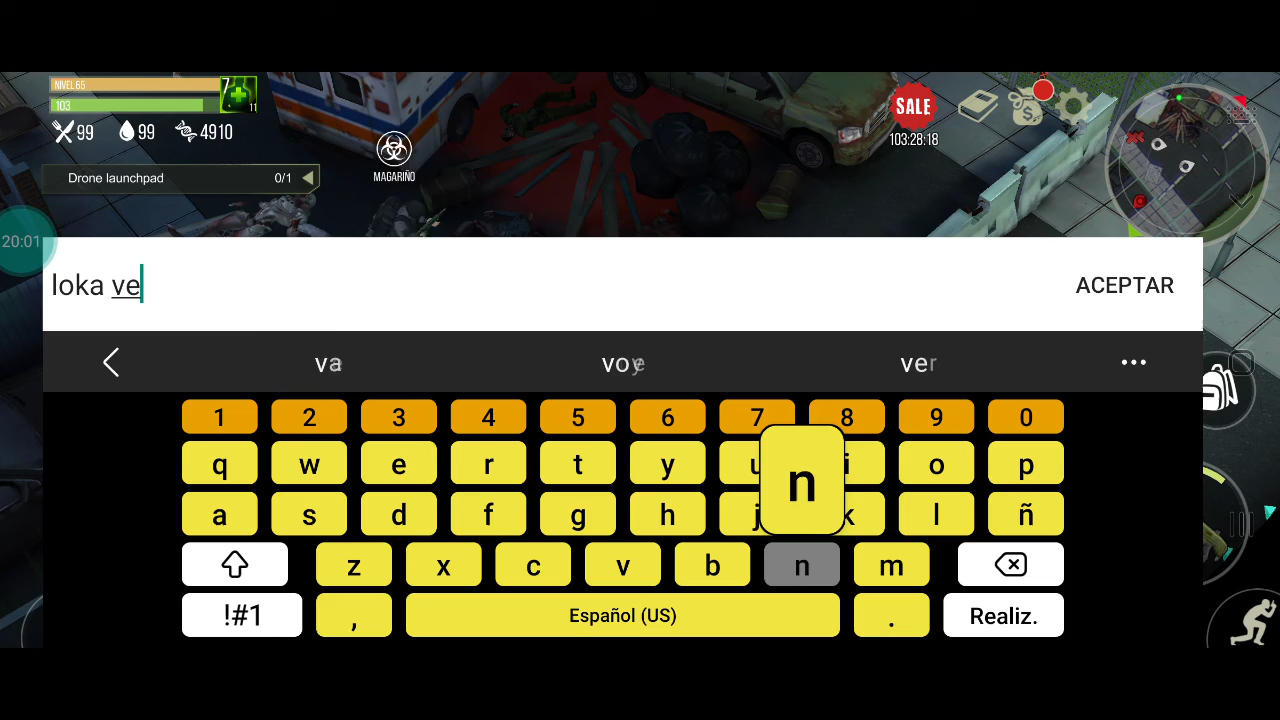 NIVEL 65
7
103
11
99 99 4910
Drone launchpad 0/1
MAGARIÑO
SALE
103:28:18
20:01
loka ve
ACEPTAR
voy ver
1 2 3 4 5 6 7 8 9 0
q w e r t y u i o p
n
a s d f g h j k l ñ
z x c v b n m
!#1 , Español (US) . Realiz.